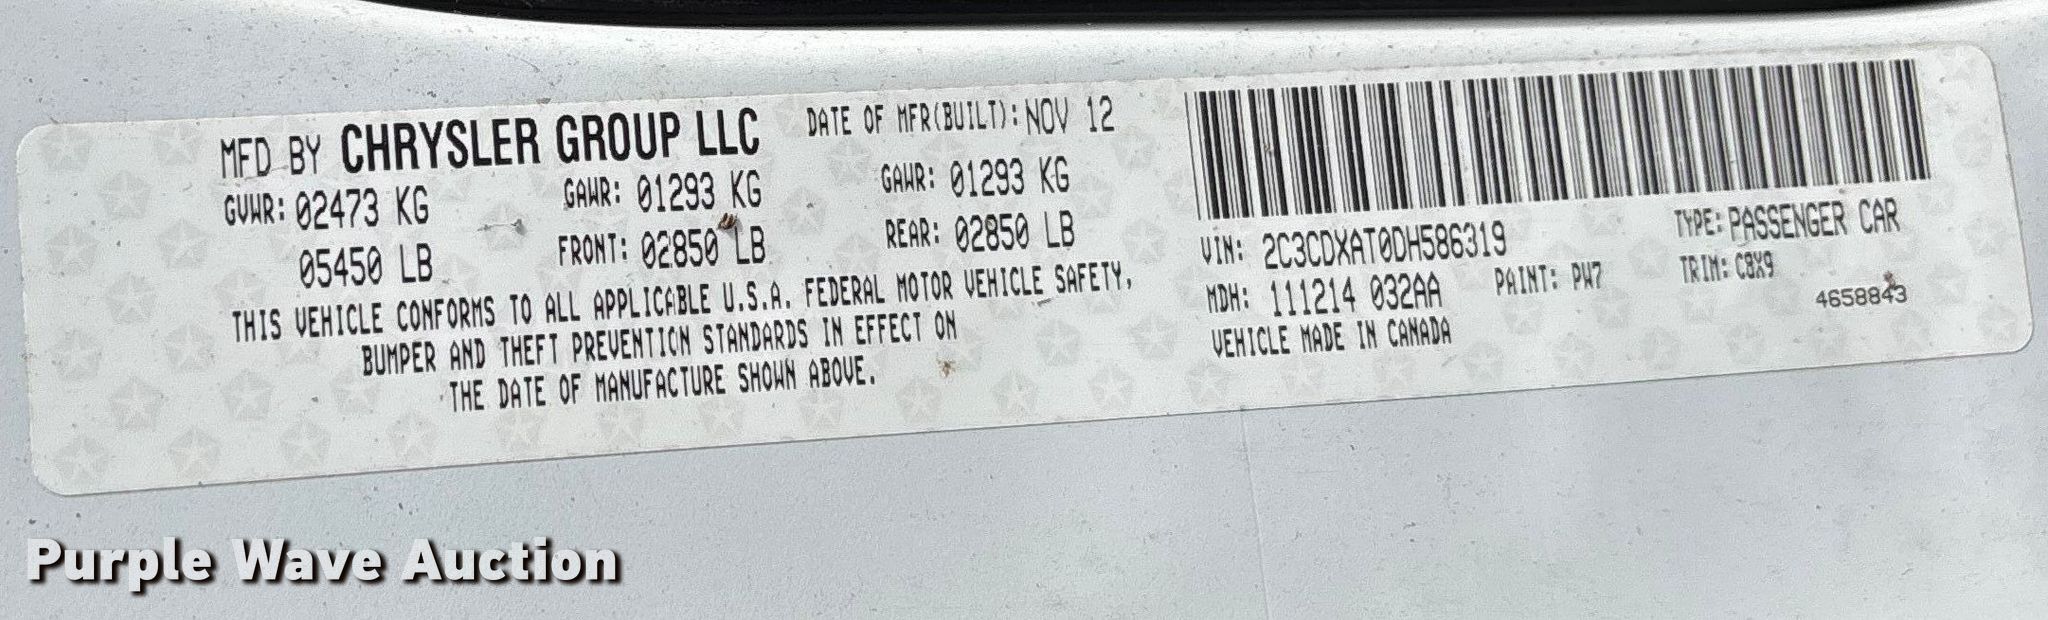 MFD BY CHRYSLER GROUP LLC DATE OF MFR(BUILT): NOV 12
GVWR: 02473 KG GAWR: 01293 KG GAWR: 01293 KG
05450 LB FRONT: 02850 LB REAR: 02850 LB
THIS VEHICLE CONFORMS TO ALL APPLICABLE U.S.A. FEDERAL MOTOR VEHICLE SAFETY,
BUMPER AND THEFT PREVENTION STANDARDS IN EFFECT ON
THE DATE OF MANUFACTURE SHOWN ABOVE.
VIN: 2C3CDXAT0DH586319 TYPE: PASSENGER CAR
MDH: 111214 032AA PAINT: PW7 TRIM: C8X9
VEHICLE MADE IN CANADA 4658843
Purple Wave Auction